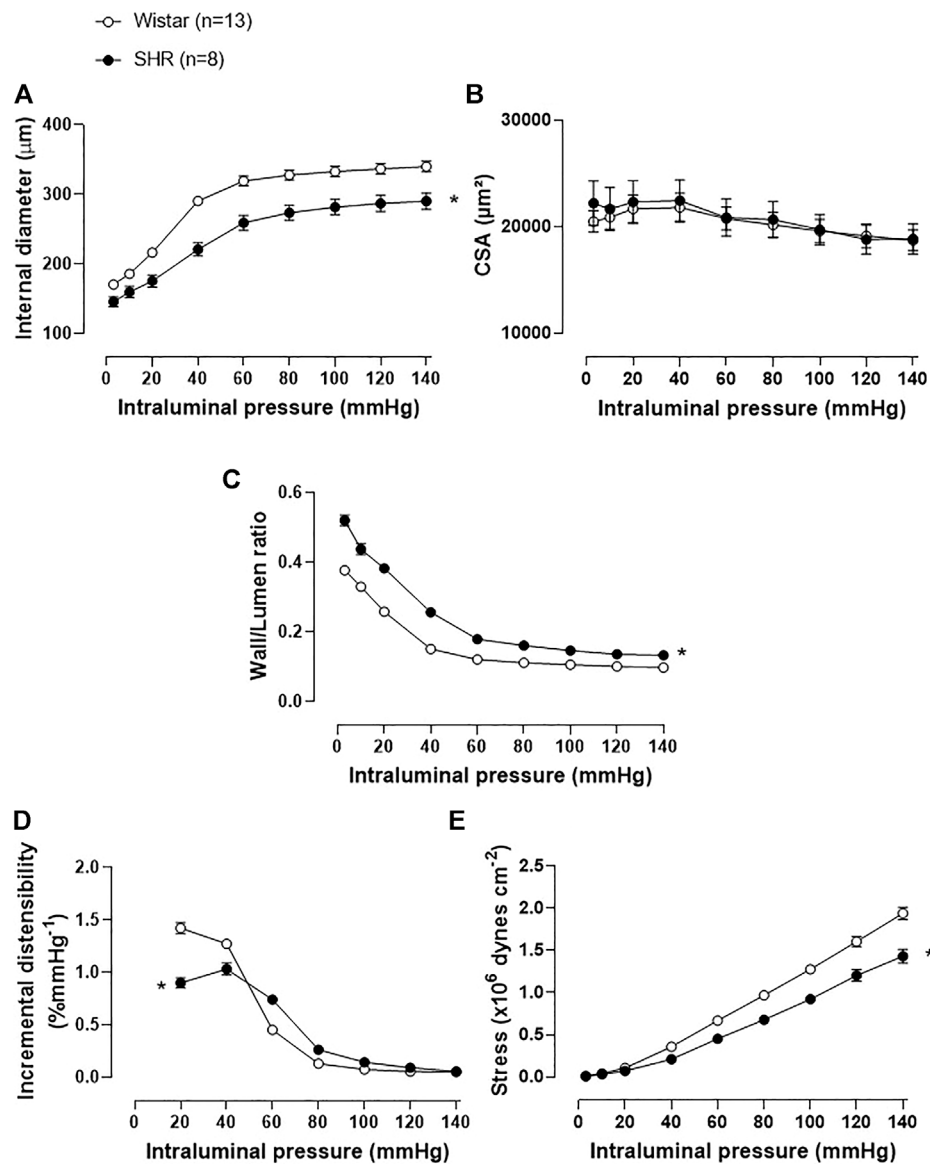 Wistar (n=13)
SHR (n=8)
A
Internal diameter (μm)
400
300
200
100
*
0 20 40 60 80 100 120 140
Intraluminal pressure (mmHg)
B
CSA (μm²)
30000
20000
10000
0 20 40 60 80 100 120 140
Intraluminal pressure (mmHg)
C
Wall/Lumen ratio
0.6
0.4
0.2
0.0
*
0 20 40 60 80 100 120 140
Intraluminal pressure (mmHg)
D
Incremental distensibility
(%mmHg⁻¹)
2.0
1.5
1.0
0.5
0.0
*
0 20 40 60 80 100 120 140
Intraluminal pressure (mmHg)
E
Stress (x10⁶ dynes cm⁻²)
2.5
2.0
1.5
1.0
0.5
0.0
*
0 20 40 60 80 100 120 140
Intraluminal pressure (mmHg)